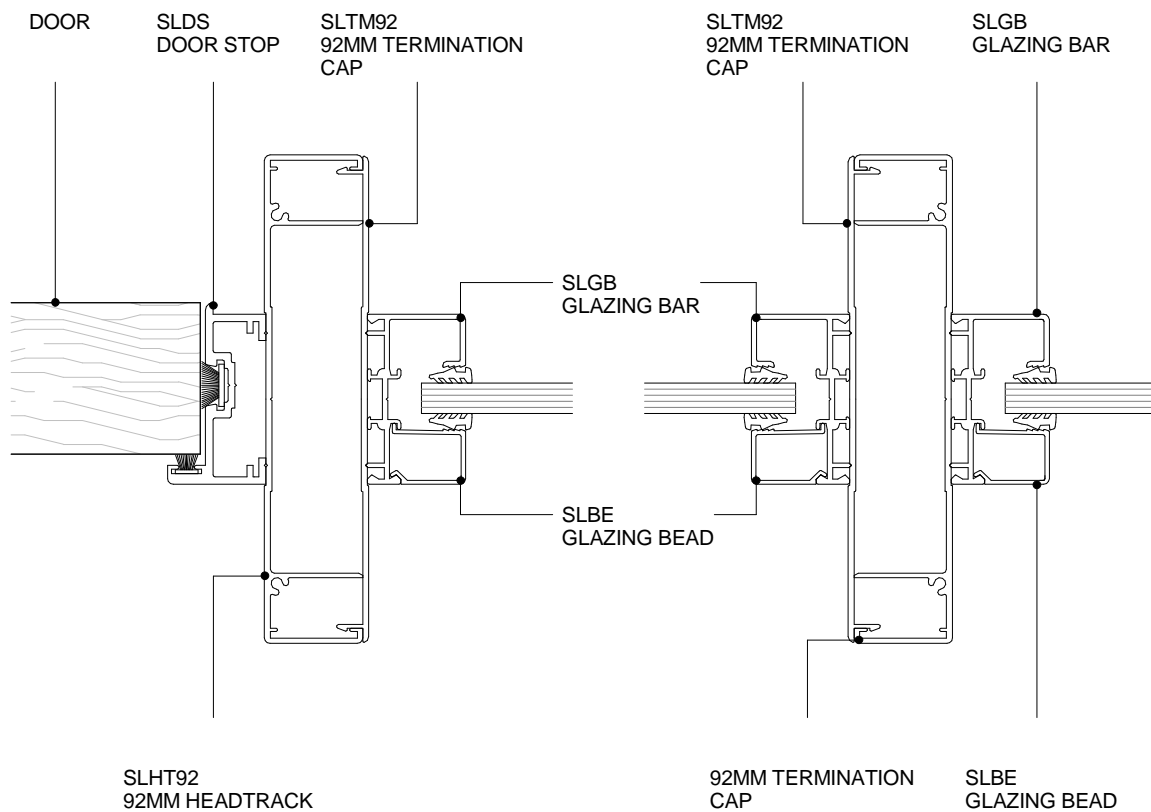 DOOR
SLDS
DOOR STOP
SLTM92
92MM TERMINATION
CAP
SLTM92
92MM TERMINATION
CAP
SLGB
GLAZING BAR
SLGB
GLAZING BAR
SLBE
GLAZING BEAD
SLHT92
92MM HEADTRACK
92MM TERMINATION
CAP
SLBE
GLAZING BEAD